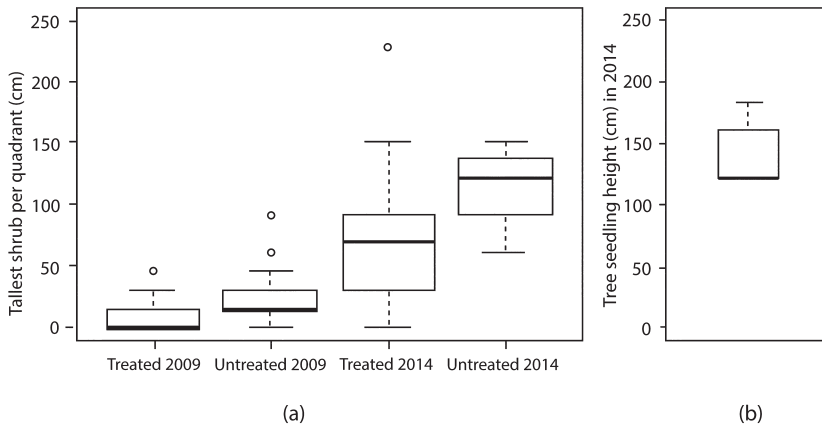 Tallest shrub per quadrant (cm)
250
200
150
100
50
0
Treated 2009
Untreated 2009
Treated 2014
Untreated 2014
(a)
Tree seedling height (cm) in 2014
250
200
150
100
50
0
(b)